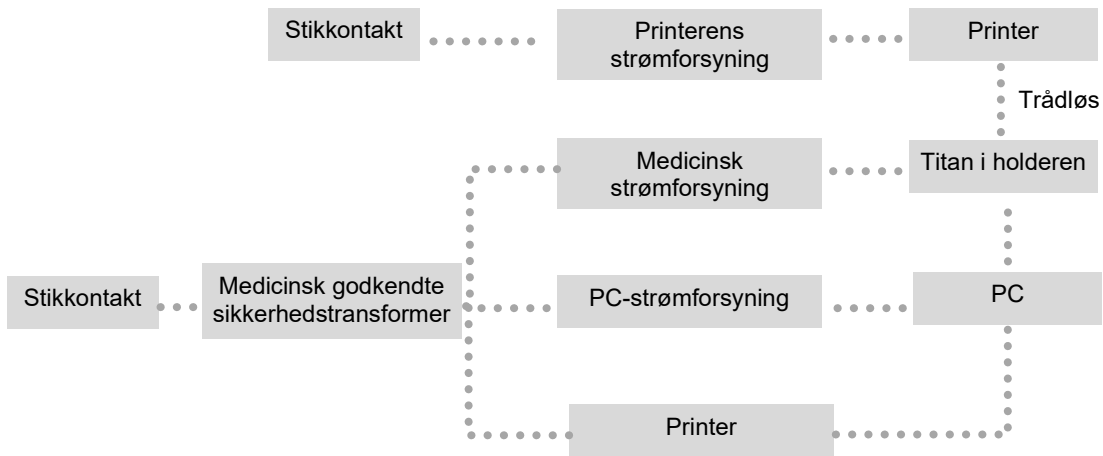 Stikkontakt
Printerens
strømforsyning
Printer
Trådløs
Medicinsk
strømforsyning
Titan i holderen
Stikkontakt
Medicinsk godkendte
sikkerhedstransformer
PC-strømforsyning
PC
Printer